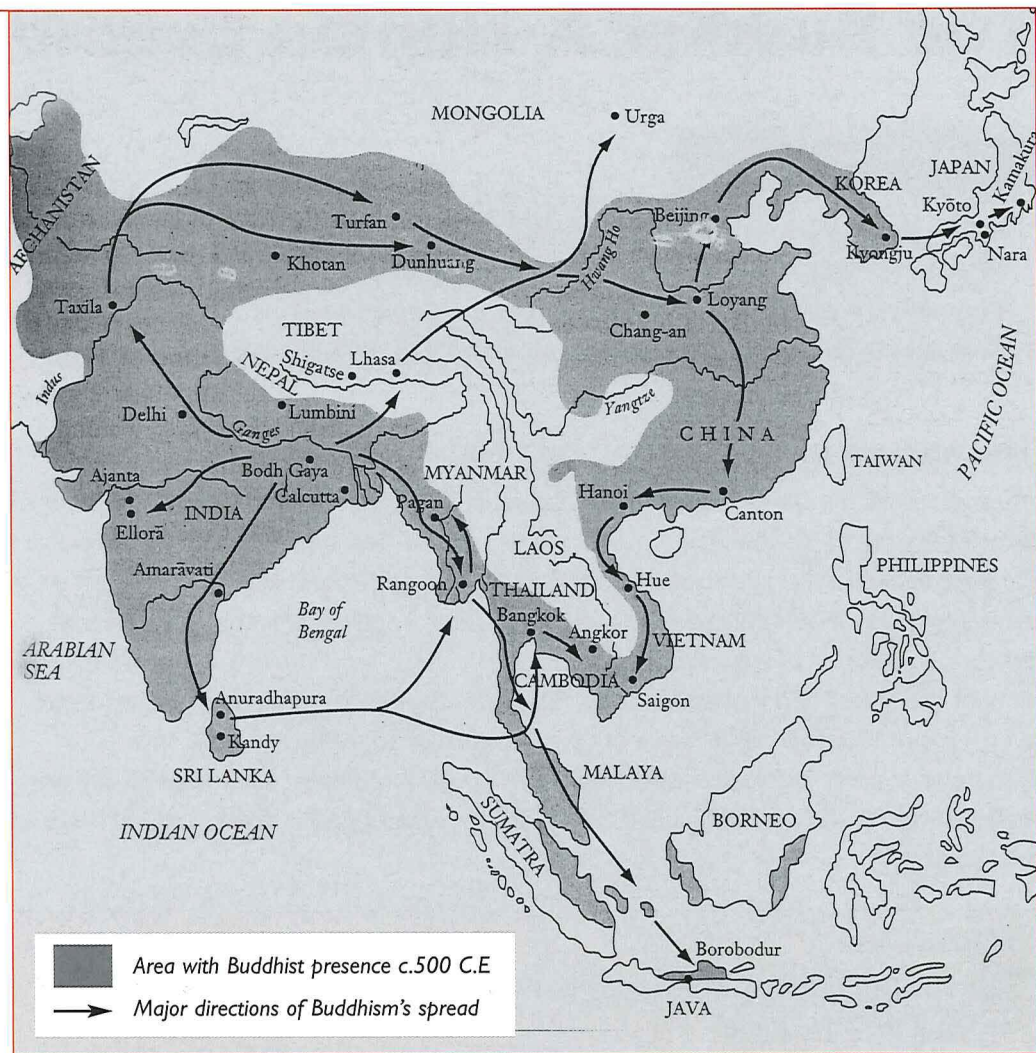 MONGOLIA
Urga
AFGHANISTAN
Turfan
Khotan
Dunhuang
Beijing
KOREA
JAPAN
Kamakura
Kyōto
Kyongju
Nara
Hwang Ho
Taxila
Loyang
Chang-an
TIBET
Shigatse
Lhasa
NEPAL
Indus
Delhi
Lumbini
Ganges
Yangtze
CHINA
PACIFIC OCEAN
TAIWAN
Ajanta
Bodh Gaya
Calcutta
MYANMAR
Pagan
Hanoi
Canton
Ellorā
INDIA
LAOS
Amarāvati
Rangoon
THAILAND
Hue
PHILIPPINES
Bay of
Bengal
Bangkok
Angkor
VIETNAM
ARABIAN
SEA
CAMBODIA
Saigon
Anuradhapura
Kandy
SRI LANKA
MALAYA
INDIAN OCEAN
SUMATRA
BORNEO
Borobodur
JAVA
Area with Buddhist presence c.500 C.E
Major directions of Buddhism's spread